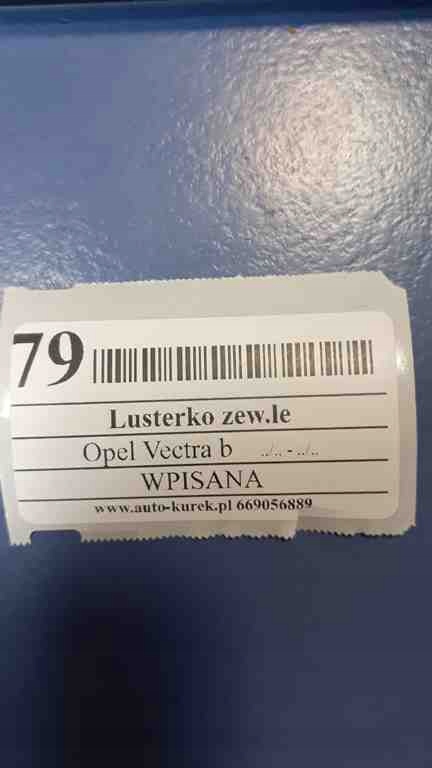 79
Lusterko zew.le
Opel Vectra b ../.. - ../..
WPISANA
www.auto-kurek.pl 669056889